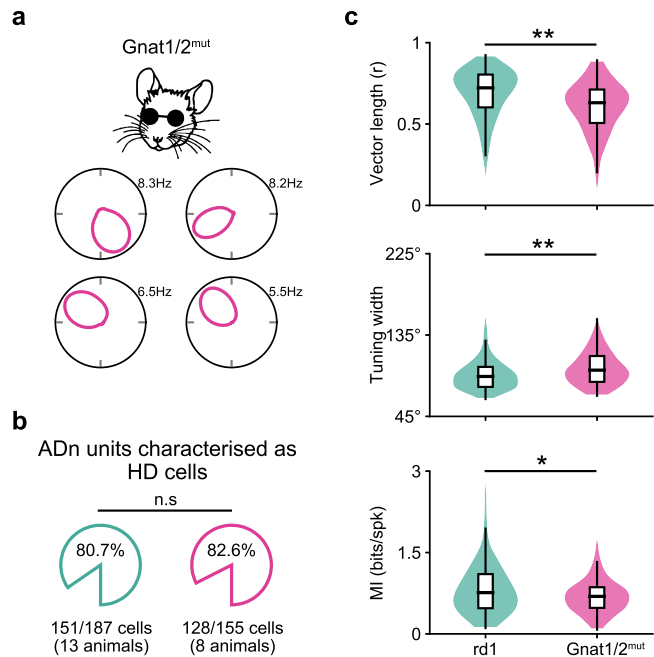 a
Gnat1/2mut
8.3Hz
8.2Hz
6.5Hz
5.5Hz
b
ADn units characterised as
HD cells
n.s
80.7%
82.6%
151/187 cells
(13 animals)
128/155 cells
(8 animals)
c
**
Vector length (r)
1
0.5
0
**
Tuning width
225°
135°
45°
*
MI (bits/spk)
3
1.5
0
rd1
Gnat1/2mut